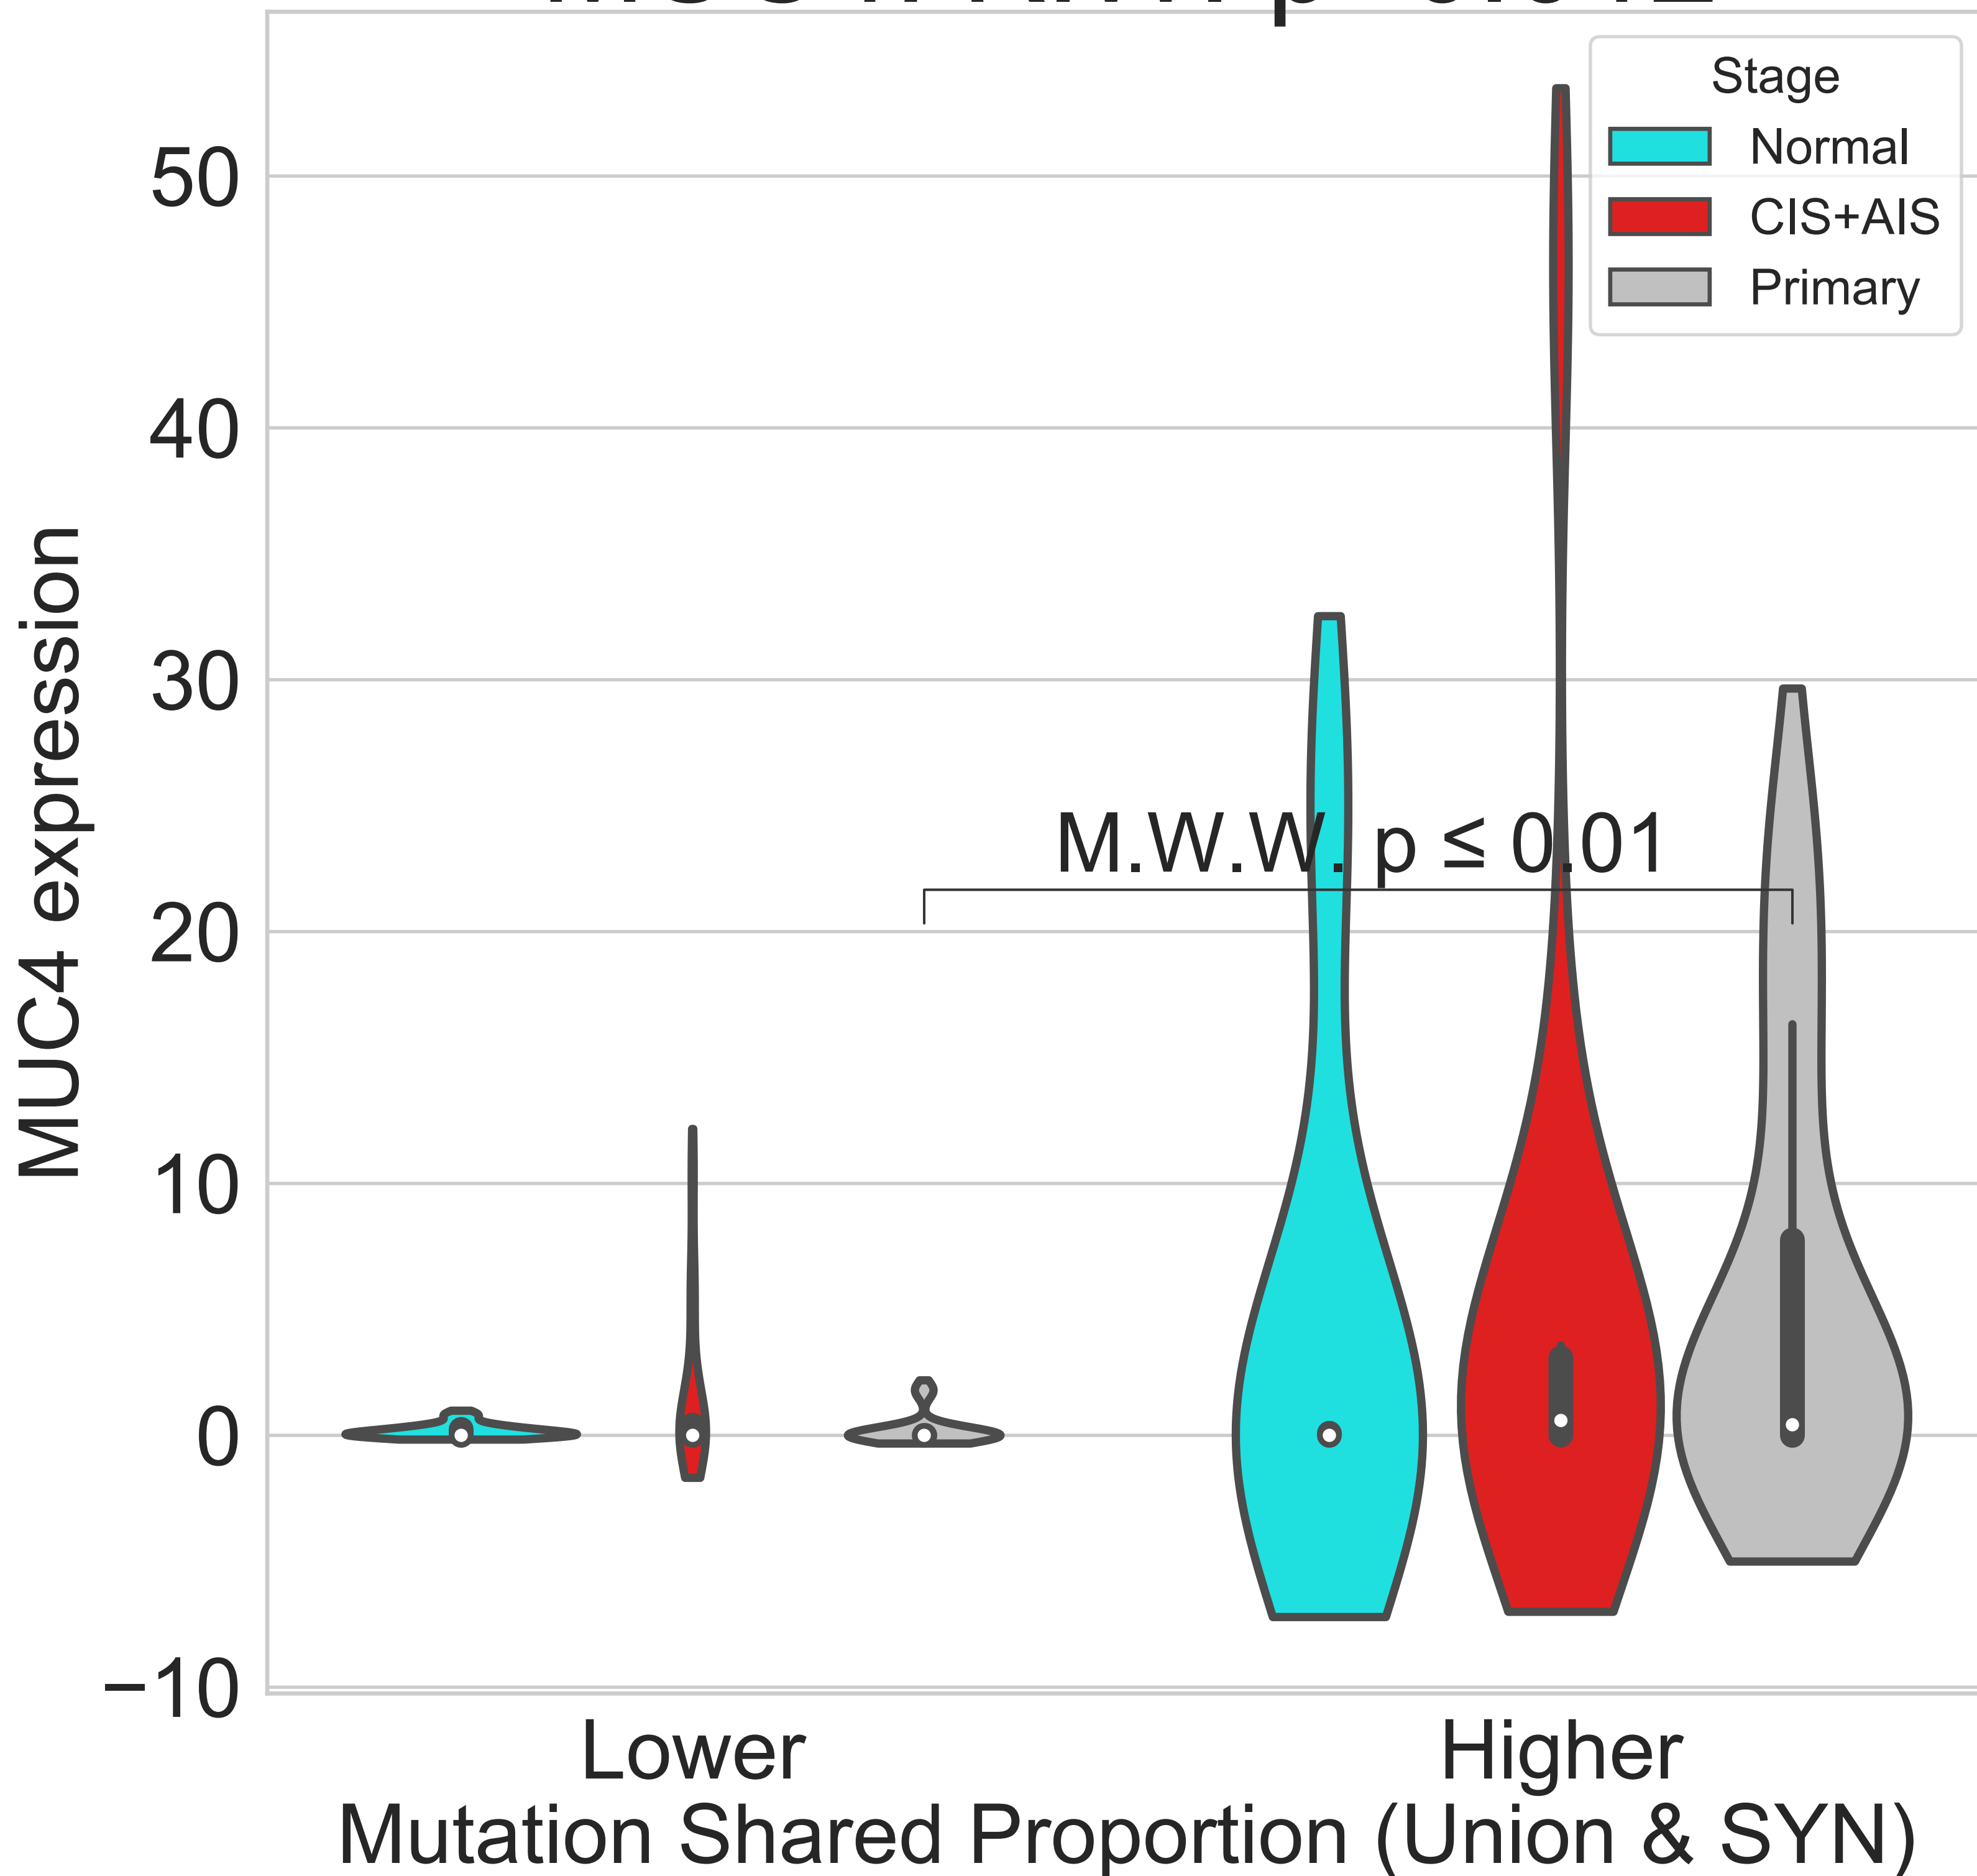 Stage
Normal
CIS+AIS
Primary
50
40
30
20
10
0
−10
MUC4 expression
M.W.W. p ≤ 0.01
Lower Higher
Mutation Shared Proportion (Union & SYN)